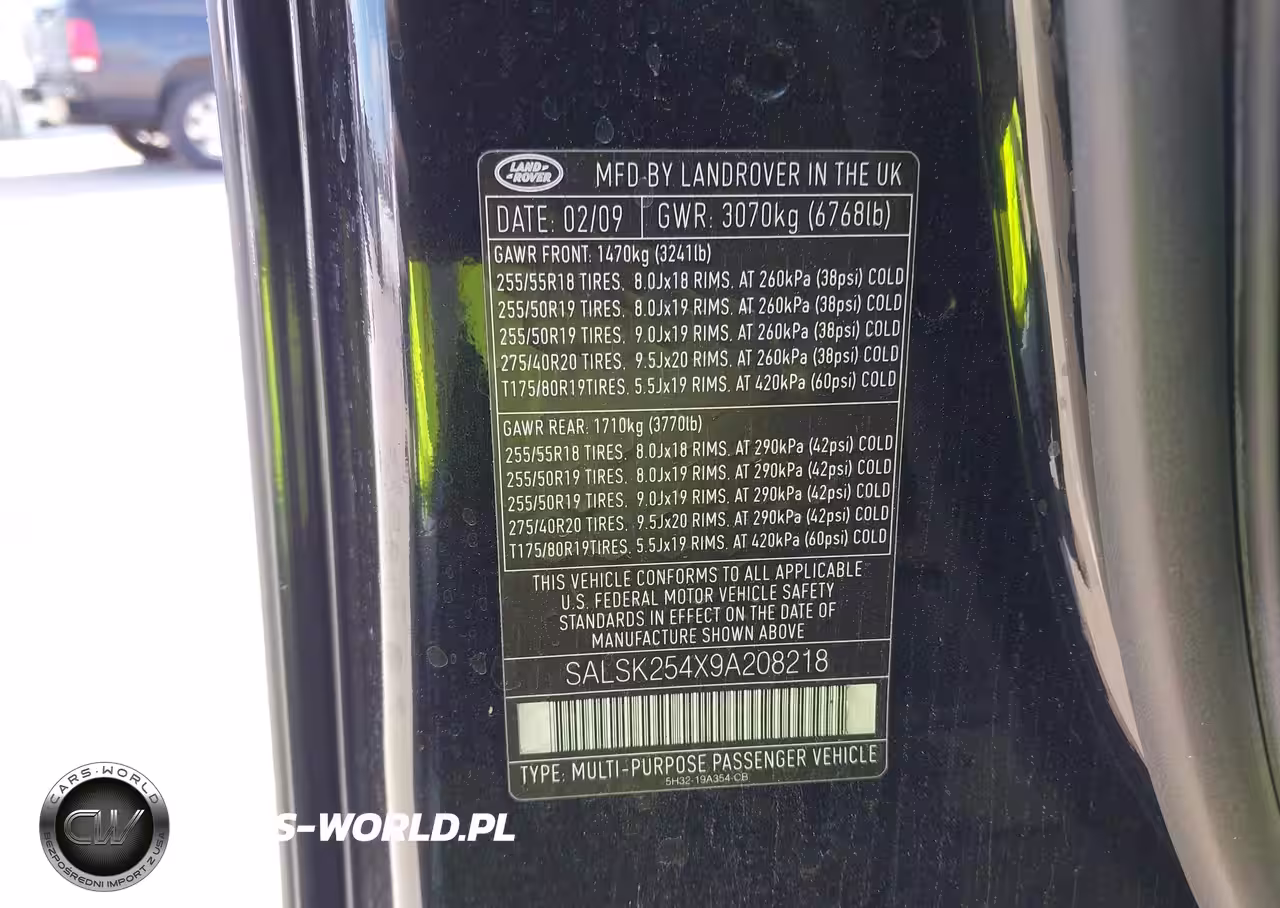 LAND-
-ROVER
MFD BY LANDROVER IN THE UK
DATE: 02/09 GWR: 3070kg (6768lb)
GAWR FRONT: 1470kg (3241lb)
255/55R18 TIRES, 8.0Jx18 RIMS, AT 260kPa (38psi) COLD
255/50R19 TIRES, 8.0Jx19 RIMS, AT 260kPa (38psi) COLD
255/50R19 TIRES, 9.0Jx19 RIMS, AT 260kPa (38psi) COLD
275/40R20 TIRES, 9.5Jx20 RIMS, AT 260kPa (38psi) COLD
T175/80R19TIRES, 5.5Jx19 RIMS, AT 420kPa (60psi) COLD
GAWR REAR: 1710kg (3770lb)
255/55R18 TIRES, 8.0Jx18 RIMS, AT 290kPa (42psi) COLD
255/50R19 TIRES, 8.0Jx19 RIMS, AT 290kPa (42psi) COLD
255/50R19 TIRES, 9.0Jx19 RIMS, AT 290kPa (42psi) COLD
275/40R20 TIRES, 9.5Jx20 RIMS, AT 290kPa (42psi) COLD
T175/80R19TIRES, 5.5Jx19 RIMS, AT 420kPa (60psi) COLD
THIS VEHICLE CONFORMS TO ALL APPLICABLE
U.S. FEDERAL MOTOR VEHICLE SAFETY
STANDARDS IN EFFECT ON THE DATE OF
MANUFACTURE SHOWN ABOVE
SALSK254X9A208218
TYPE: MULTI-PURPOSE PASSENGER VEHICLE
5H32-19A354-CB
CARS-WORLD
CW
BEZPOŚREDNI IMPORT Z USA
S-WORLD.PL